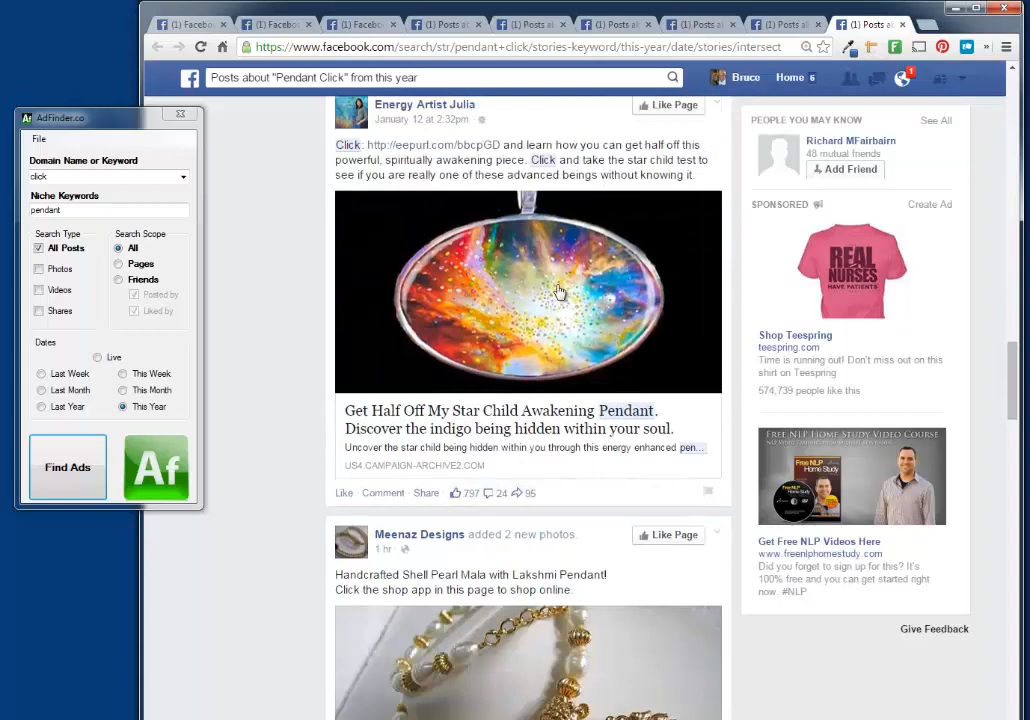 (1) Faceboo
(1) Faceboo
(1) Faceboo
(1) Posts at
(1) Posts ab
(1) Posts ab
(1) Posts ab
(1) Posts ab
(1) Posts ab
https://www.facebook.com/search/str/pendant+click/stories-keyword/this-year/date/stories/intersect
Posts about "Pendant Click" from this year
Bruce
Home 6
1
AdFinder.co
File
Domain Name or Keyword
click
Niche Keywords
pendant
Search Type
Search Scope
All Posts
All
Photos
Pages
Videos
Friends
Shares
Posted by
Liked by
Dates
Live
Last Week
This Week
Last Month
This Month
Last Year
This Year
Find Ads
Af
Energy Artist Julia
January 12 at 2:32pm
Like Page
Click: http://eepurl.com/bbcpGD and learn how you can get half off this
powerful, spiritually awakening piece. Click and take the star child test to
see if you are really one of these advanced beings without knowing it.
Get Half Off My Star Child Awakening Pendant.
Discover the indigo being hidden within your soul.
Uncover the star child being hidden within you through this energy enhanced pen...
US4.CAMPAIGN-ARCHIVE2.COM
Like · Comment · Share
797 24 95
Meenaz Designs added 2 new photos.
1 hr
Like Page
Handcrafted Shell Pearl Mala with Lakshmi Pendant!
Click the shop app in this page to shop online.
PEOPLE YOU MAY KNOW
See All
Richard MFairbairn
48 mutual friends
Add Friend
SPONSORED
Create Ad
REAL
NURSES
HAVE PATIENTS
Shop Teespring
teespring.com
Time is running out! Don't miss out on this
shirt on Teespring
574,739 people like this
FREE NLP HOME STUDY VIDEO COURSE
NLP Home Study
Get Free NLP Videos Here
www.freenlphomestudy.com
Did you forget to sign up for this? It's
100% free and you can get started right
now. #NLP
Give Feedback